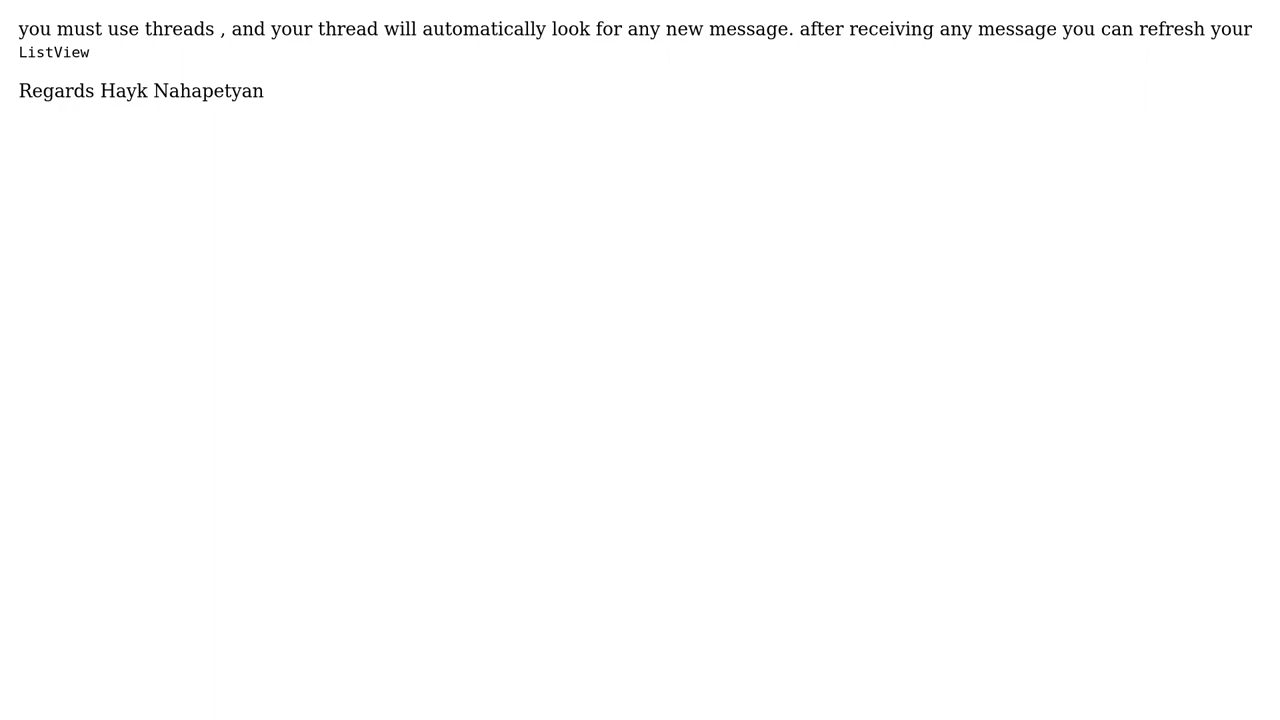 you must use threads , and your thread will automatically look for any new message. after receiving any message you can refresh your
ListView
Regards Hayk Nahapetyan